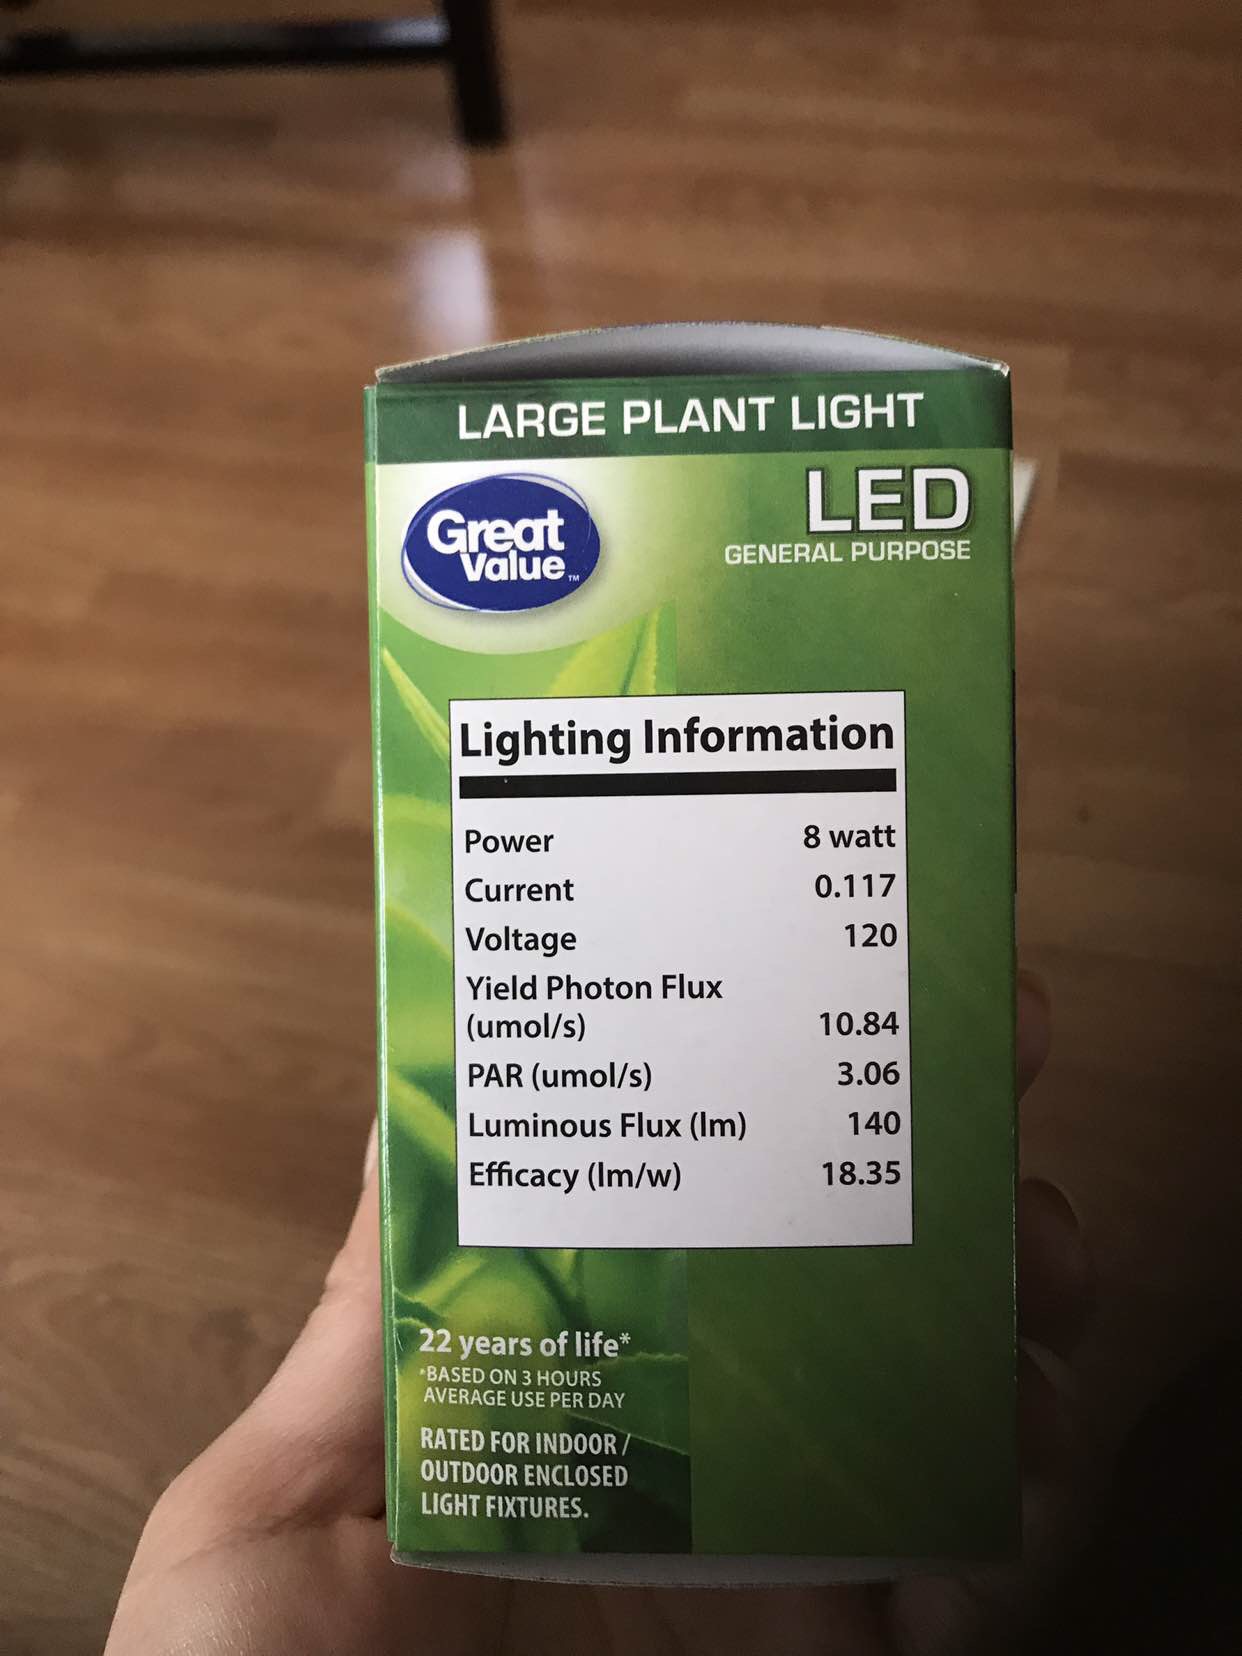 LARGE PLANT LIGHT
Great
Value™
LED
GENERAL PURPOSE
Lighting Information
Power 8 watt
Current 0.117
Voltage 120
Yield Photon Flux
(umol/s) 10.84
PAR (umol/s) 3.06
Luminous Flux (lm) 140
Efficacy (lm/w) 18.35
22 years of life*
*BASED ON 3 HOURS
AVERAGE USE PER DAY
RATED FOR INDOOR /
OUTDOOR ENCLOSED
LIGHT FIXTURES.